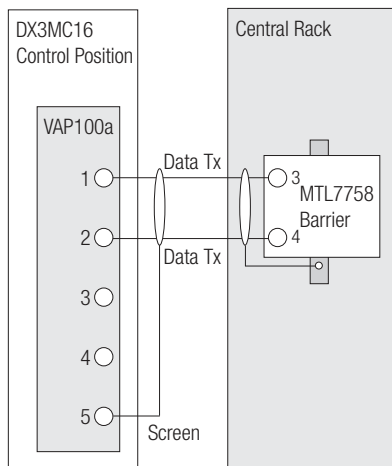 DX3MC16
Control Position
Central Rack
VAP100a
Data Tx
1
3
MTL7758
Barrier
2
4
Data Tx
3
4
5
Screen